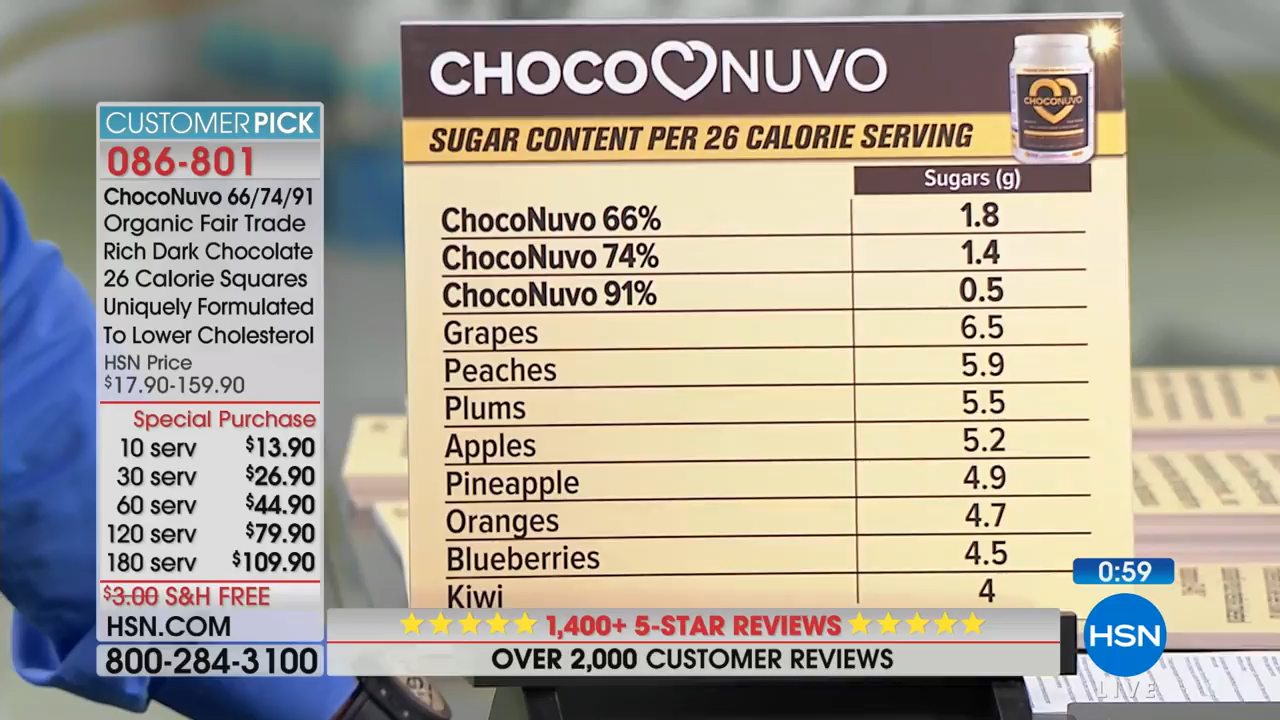 CUSTOMER PICK
086-801
ChocoNuvo 66/74/91
Organic Fair Trade
Rich Dark Chocolate
26 Calorie Squares
Uniquely Formulated
To Lower Cholesterol
HSN Price
$17.90-159.90
Special Purchase
10 serv $13.90
30 serv $26.90
60 serv $44.90
120 serv $79.90
180 serv $109.90
$3.00 S&H FREE
HSN.COM
800-284-3100
CHOCO NUVO
CHOCONUVO
SUGAR CONTENT PER 26 CALORIE SERVING
Sugars (g)
ChocoNuvo 66% 1.8
ChocoNuvo 74% 1.4
ChocoNuvo 91% 0.5
Grapes 6.5
Peaches 5.9
Plums 5.5
Apples 5.2
Pineapple 4.9
Oranges 4.7
Blueberries 4.5
Kiwi 4
1,400+ 5-STAR REVIEWS
OVER 2,000 CUSTOMER REVIEWS
0:59
HSN
LIVE